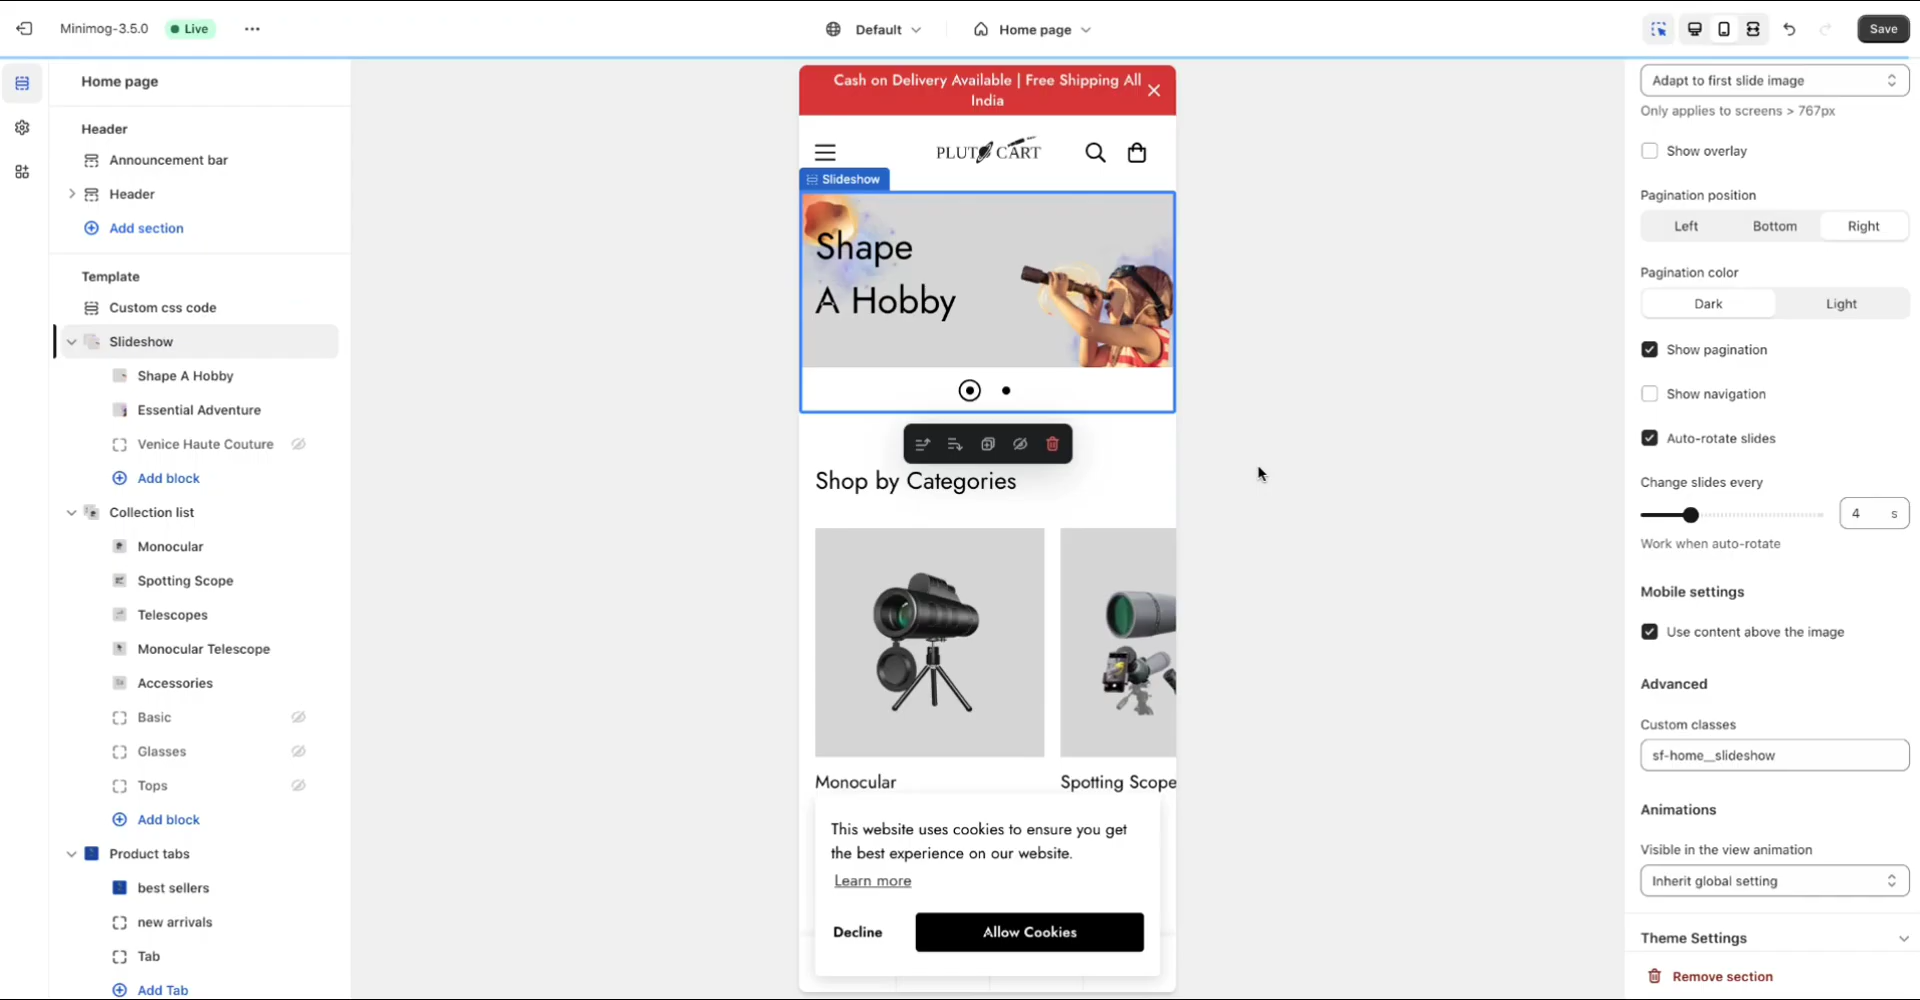 Minimog-3.5.0
Live
Default
Home page
Save
Home page
Header
Announcement bar
Header
Add section
Template
Custom css code
Slideshow
Shape A Hobby
Essential Adventure
Venice Haute Couture
Add block
Collection list
Monocular
Spotting Scope
Telescopes
Monocular Telescope
Accessories
Basic
Glasses
Tops
Add block
Product tabs
best sellers
new arrivals
Tab
Add Tab
Cash on Delivery Available | Free Shipping All
India
PLUTO CART
Slideshow
Shape
A Hobby
Shop by Categories
Monocular
Spotting Scope
This website uses cookies to ensure you get
the best experience on our website.
Learn more
Decline
Allow Cookies
Adapt to first slide image
Only applies to screens > 767px
Show overlay
Pagination position
Left
Bottom
Right
Pagination color
Dark
Light
Show pagination
Show navigation
Auto-rotate slides
Change slides every
4 s
Work when auto-rotate
Mobile settings
Use content above the image
Advanced
Custom classes
sf-home__slideshow
Animations
Visible in the view animation
Inherit global setting
Theme Settings
Remove section